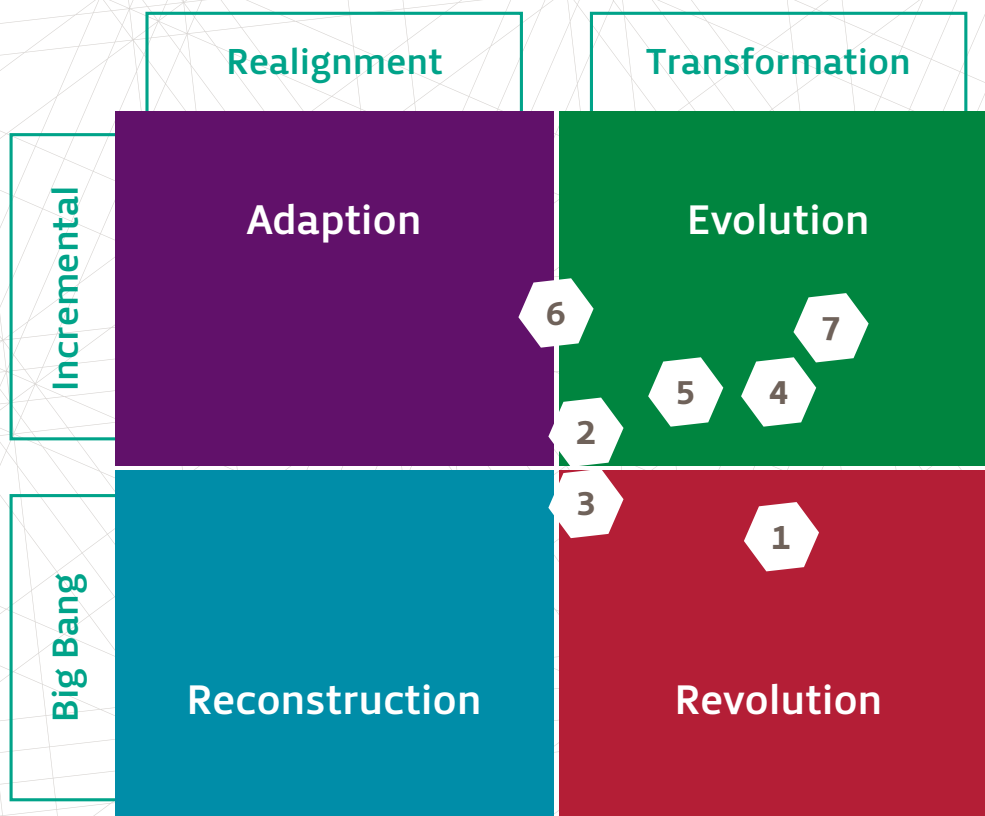 Realignment
Transformation
Incremental
Adaption
Evolution
6
7
5
4
2
3
1
Big Bang
Reconstruction
Revolution